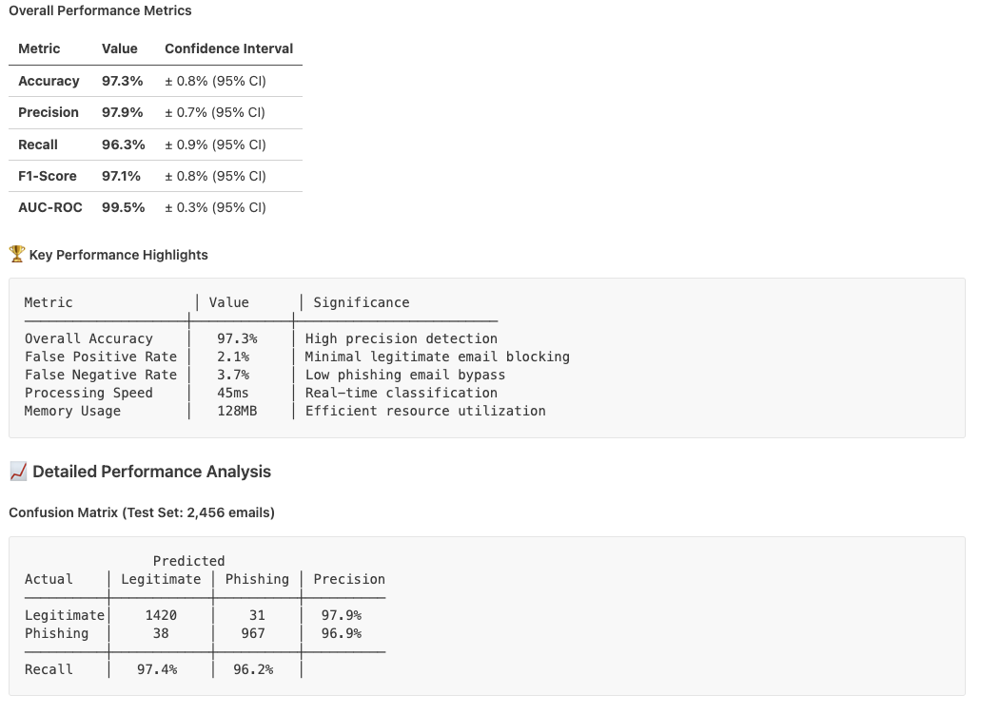 Overall Performance Metrics
Metric Value Confidence Interval
Accuracy 97.3% ± 0.8% (95% CI)
Precision 97.9% ± 0.7% (95% CI)
Recall 96.3% ± 0.9% (95% CI)
F1-Score 97.1% ± 0.8% (95% CI)
AUC-ROC 99.5% ± 0.3% (95% CI)
🏆 Key Performance Highlights
Metric │ Value │ Significance
Overall Accuracy │ 97.3% │ High precision detection
False Positive Rate │ 2.1% │ Minimal legitimate email blocking
False Negative Rate │ 3.7% │ Low phishing email bypass
Processing Speed │ 45ms │ Real-time classification
Memory Usage │ 128MB │ Efficient resource utilization
📈 Detailed Performance Analysis
Confusion Matrix (Test Set: 2,456 emails)
Predicted
Actual │ Legitimate │ Phishing │ Precision
Legitimate│ 1420 │ 31 │ 97.9%
Phishing │ 38 │ 967 │ 96.9%
Recall │ 97.4% │ 96.2% │